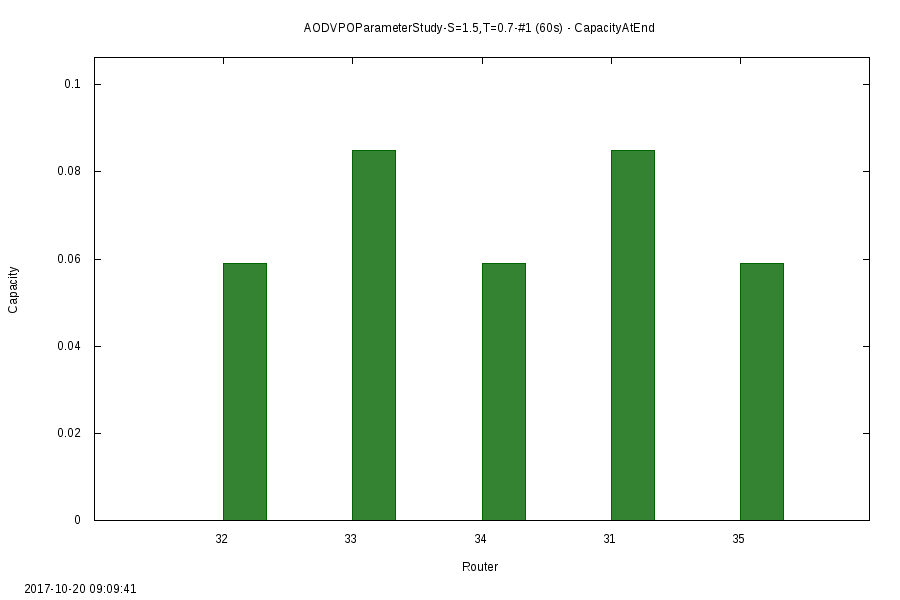 AODVPOParameterStudy-S=1.5,T=0.7-#1 (60s) - CapacityAtEnd
0.1
0.08
0.06
0.04
0.02
0
Capacity
32 33 34 31 35
Router
2017-10-20 09:09:41